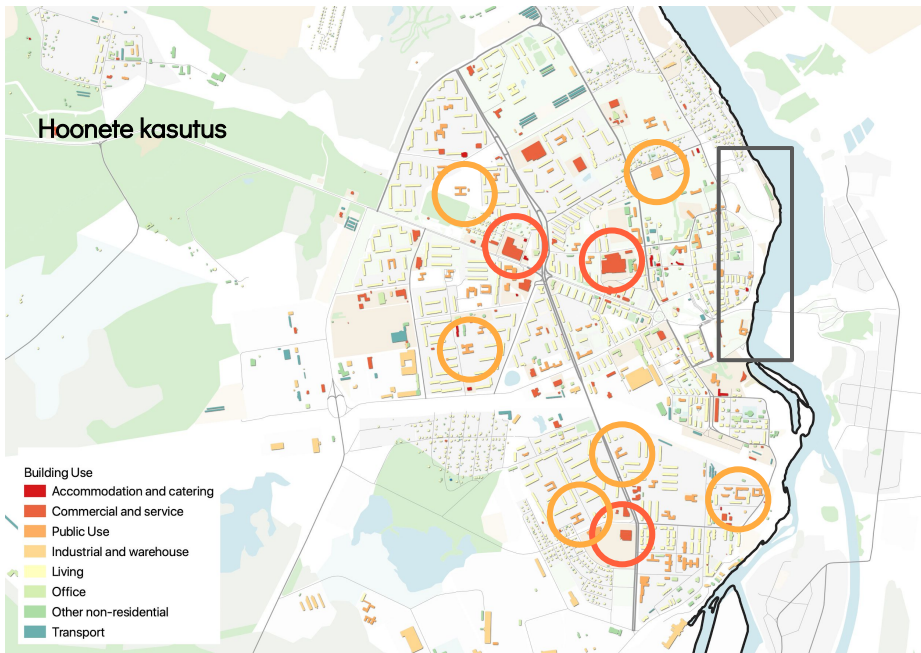 Hoonete kasutus
Building Use
Accommodation and catering
Commercial and service
Public Use
Industrial and warehouse
Living
Office
Other non-residential
Transport